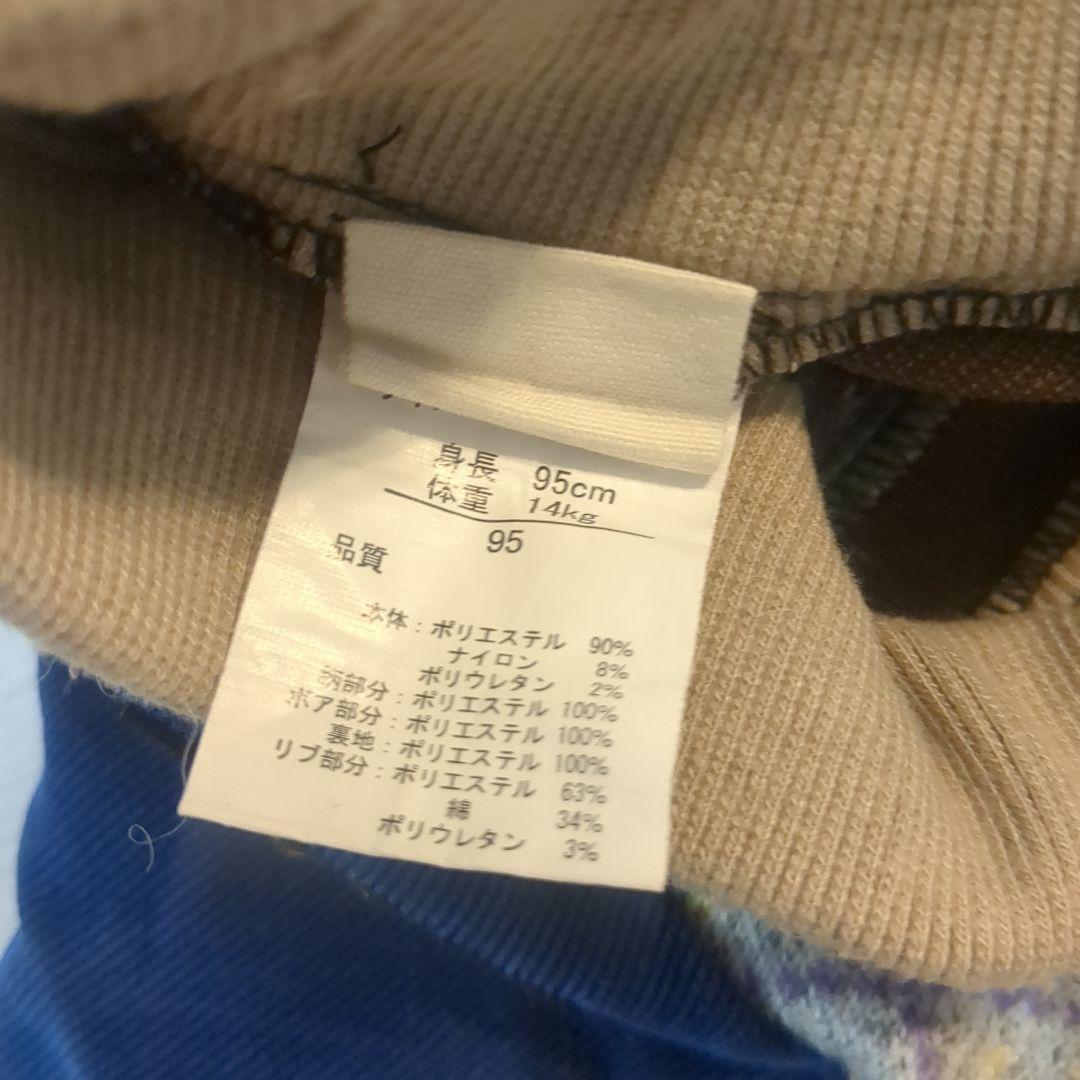 身長 95cm
体重 14kg
95
品質
本体:ポリエステル 90%
ナイロン 8%
ポリウレタン 2%
柄部分:ポリエステル 100%
ボア部分:ポリエステル 100%
裏地:ポリエステル 100%
リブ部分:ポリエステル 63%
綿 34%
ポリウレタン 3%